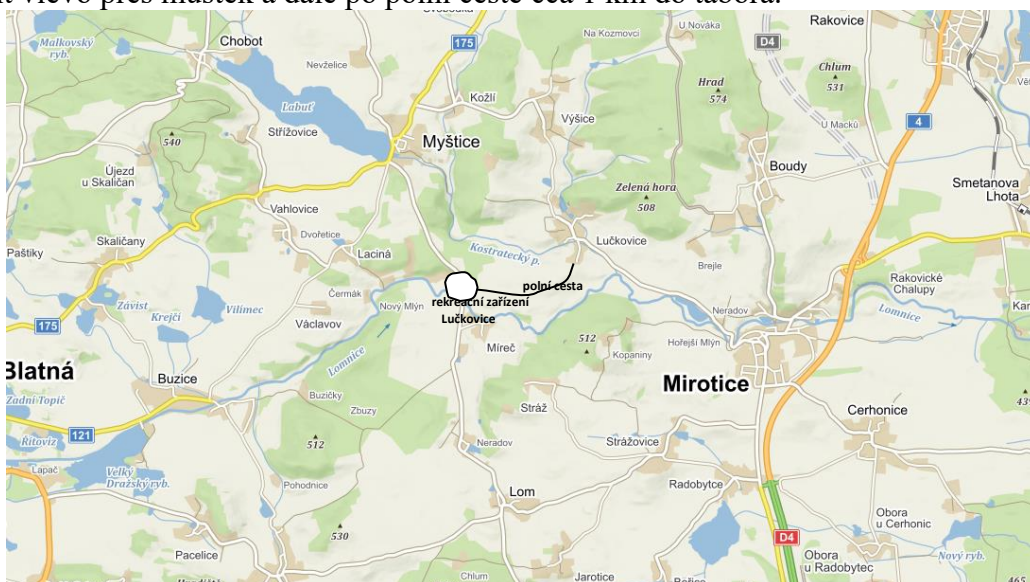 vlevo přes můstek a dále po polní cestě cca 1 km do tábora.
Malkovský
ryb.
Chobot
Nevželice
175
Na Kozmovci
U Nováka
D4
Rakovice
Kožlí
Hrad
574
Chlum
531
Labuť
Střížovice
Myštice
Výšice
U Macků
4
540
Boudy
Újezd
u Skaličan
Zelená hora
508
Smetanova
Lhota
Vahlovice
Dvořetice
Skaličany
Paštiky
Laciná
Kostratecký p.
Lučkovice
Brejle
polní cesta
Rakovické
Chalupy
Čermák
Nový Mlýn
rekreační zařízení
Lučkovice
Závist
Krejčí
Vilimec
Václavov
Neradov
Lomnice
175
Lomnice
Míreč
512
Kopaniny
Hořejší Mlýn
Blatná
Buzice
Mirotice
Zadní Topič
Buzičky
Zbuzy
Stráž
Cerhonice
121
Řitovíz
512
Neradov
Strážovice
Lapač
Velký
Dražský ryb.
Pohodnice
Lom
Radobytce
530
Obora
u Cerhonic
D4
Pacelice
Obora
u Radobytec
Nový ryb.
Chlum
Jarotice